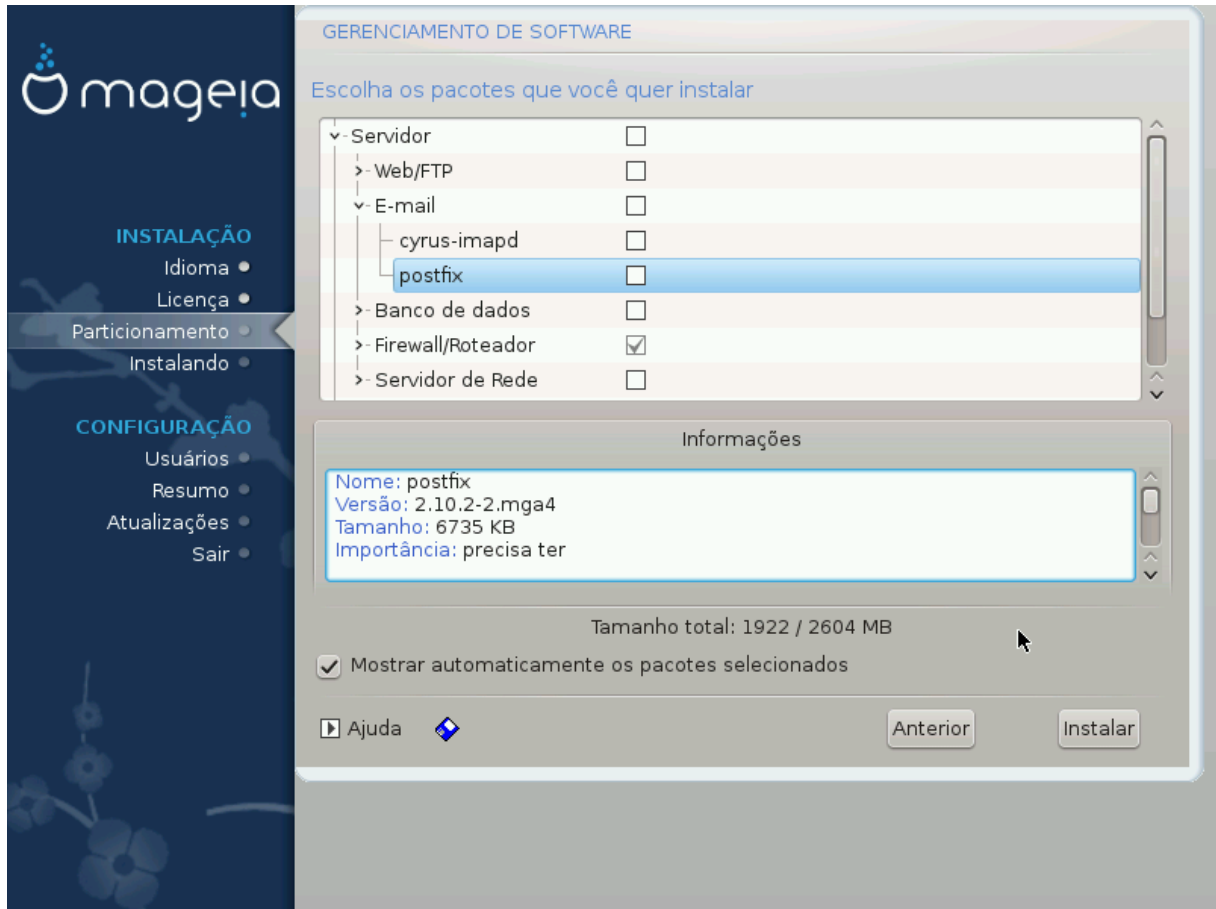 mageia
INSTALAÇÃO
Idioma
Licença
Particionamento
Instalando
CONFIGURAÇÃO
Usuários
Resumo
Atualizações
Sair
GERENCIAMENTO DE SOFTWARE
Escolha os pacotes que você quer instalar
Servidor
Web/FTP
E-mail
cyrus-imapd
postfix
Banco de dados
Firewall/Roteador
Servidor de Rede
Informações
Nome: postfix
Versão: 2.10.2-2.mga4
Tamanho: 6735 KB
Importância: precisa ter
Tamanho total: 1922 / 2604 MB
Mostrar automaticamente os pacotes selecionados
Ajuda
Anterior
Instalar